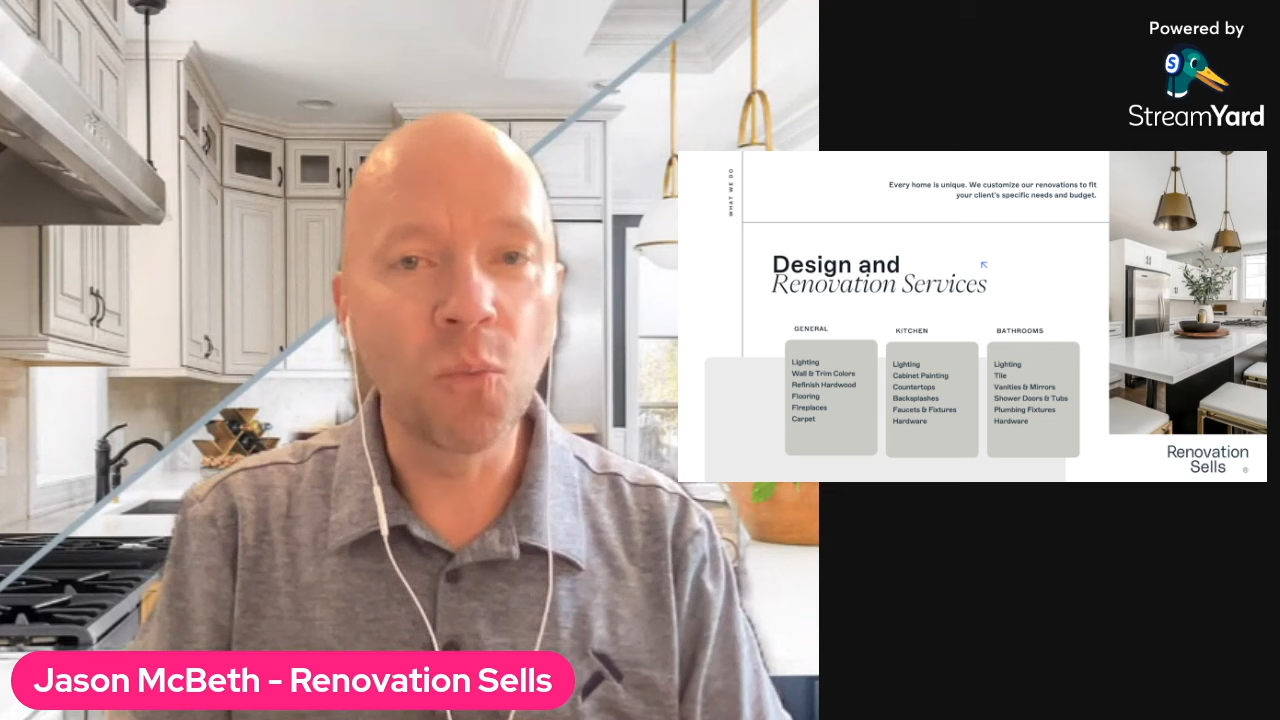 Powered by
S
StreamYard
WHAT WE DO
Every home is unique. We customize our renovations to fit
your client's specific needs and budget.
Design and
Renovation Services
GENERAL
Lighting
Wall & Trim Colors
Refinish Hardwood
Flooring
Fireplaces
Carpet
KITCHEN
Lighting
Cabinet Painting
Countertops
Backsplashes
Faucets & Fixtures
Hardware
BATHROOMS
Lighting
Tile
Vanities & Mirrors
Shower Doors & Tubs
Plumbing Fixtures
Hardware
Renovation
Sells ®
Jason McBeth - Renovation Sells